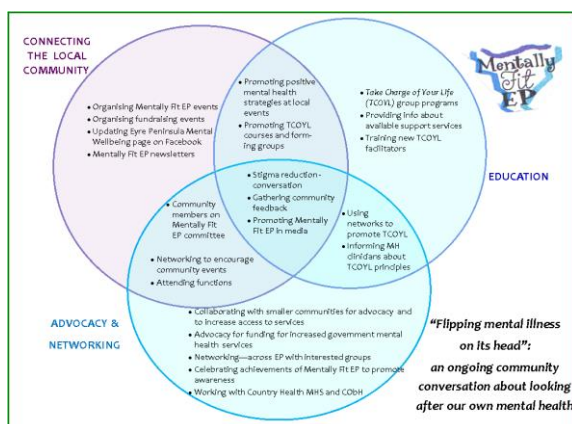 CONNECTING
THE LOCAL
COMMUNITY
Mentally
Fit
EP
• Organising Mentally Fit EP events
• Organising fundraising events
• Updating Eyre Peninsula Mental
Wellbeing page on Facebook
• Mentally Fit EP newsletters
• Promoting positive
mental health
strategies at local
events
• Promoting TCOYL
courses and form-
ing groups
• Take Charge of Your Life
(TCOYL) group programs
• Providing info about
available support services
• Training new TCOYL
facilitators
EDUCATION
• Stigma reduction-
conversation
• Gathering community
feedback
• Promoting Mentally
Fit EP in media
• Community
members on
Mentally Fit
EP committee
• Networking to encourage
community events
• Attending functions
• Using
networks to
promote TCOYL
• Informing MH
clinicians about
TCOYL principles
ADVOCACY &
NETWORKING
• Collaborating with smaller communities for advocacy and
to increase access to services
• Advocacy for funding for increased government mental
health services
• Networking—across EP with interested groups
• Celebrating achievements of Mentally Fit EP to promote
awareness
• Working with Country Health MHS and CObH
“Flipping mental illness
on its head”:
an ongoing community
conversation about looking
after our own mental health